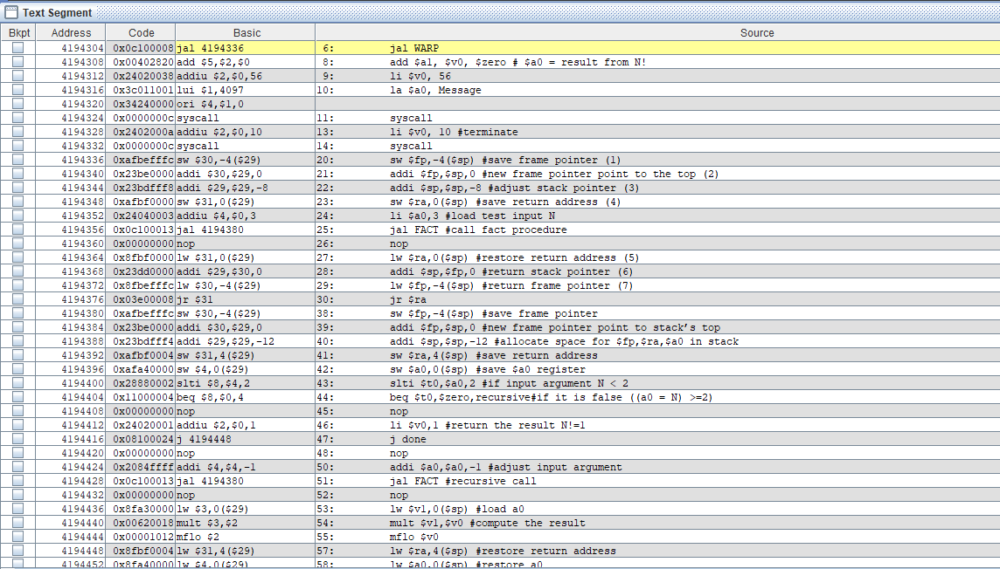 Text Segment
Bkpt Address Code Basic Source
4194304 0x0c100008 jal 4194336 6: jal WARP
4194308 0x00402820 add $5,$2,$0 8: add $a1, $v0, $zero # $a0 = result from N!
4194312 0x24020038 addiu $2,$0,56 9: li $v0, 56
4194316 0x3c011001 lui $1,4097 10: la $a0, Message
4194320 0x34240000 ori $4,$1,0
4194324 0x0000000c syscall 11: syscall
4194328 0x2402000a addiu $2,$0,10 13: li $v0, 10 #terminate
4194332 0x0000000c syscall 14: syscall
4194336 0xafbefffc sw $30,-4($29) 20: sw $fp,-4($sp) #save frame pointer (1)
4194340 0x23be0000 addi $30,$29,0 21: addi $fp,$sp,0 #new frame pointer point to the top (2)
4194344 0x23bdfff8 addi $29,$29,-8 22: addi $sp,$sp,-8 #adjust stack pointer (3)
4194348 0xafbf0000 sw $31,0($29) 23: sw $ra,0($sp) #save return address (4)
4194352 0x24040003 addiu $4,$0,3 24: li $a0,3 #load test input N
4194356 0x0c100013 jal 4194380 25: jal FACT #call fact procedure
4194360 0x00000000 nop 26: nop
4194364 0x8fbf0000 lw $31,0($29) 27: lw $ra,0($sp) #restore return address (5)
4194368 0x23dd0000 addi $29,$30,0 28: addi $sp,$fp,0 #return stack pointer (6)
4194372 0x8fbefffc lw $30,-4($29) 29: lw $fp,-4($sp) #return frame pointer (7)
4194376 0x03e00008 jr $31 30: jr $ra
4194380 0xafbefffc sw $30,-4($29) 38: sw $fp,-4($sp) #save frame pointer
4194384 0x23be0000 addi $30,$29,0 39: addi $fp,$sp,0 #new frame pointer point to stack's top
4194388 0x23bdfff4 addi $29,$29,-12 40: addi $sp,$sp,-12 #allocate space for $fp,$ra,$a0 in stack
4194392 0xafbf0004 sw $31,4($29) 41: sw $ra,4($sp) #save return address
4194396 0xafa40000 sw $4,0($29) 42: sw $a0,0($sp) #save $a0 register
4194400 0x28880002 slti $8,$4,2 43: slti $t0,$a0,2 #if input argument N < 2
4194404 0x11000004 beq $8,$0,4 44: beq $t0,$zero,recursive#if it is false ((a0 = N) >=2)
4194408 0x00000000 nop 45: nop
4194412 0x24020001 addiu $2,$0,1 46: li $v0,1 #return the result N!=1
4194416 0x08100024 j 4194448 47: j done
4194420 0x00000000 nop 48: nop
4194424 0x2084ffff addi $4,$4,-1 50: addi $a0,$a0,-1 #adjust input argument
4194428 0x0c100013 jal 4194380 51: jal FACT #recursive call
4194432 0x00000000 nop 52: nop
4194436 0x8fa30000 lw $3,0($29) 53: lw $v1,0($sp) #load a0
4194440 0x00620018 mult $3,$2 54: mult $v1,$v0 #compute the result
4194444 0x00001012 mflo $2 55: mflo $v0
4194448 0x8fbf0004 lw $31,4($29) 57: lw $ra,4($sp) #restore return address
4194452 0x8fa40000 lw $4,0($29) 58: lw $a0,0($sp) #restore a0